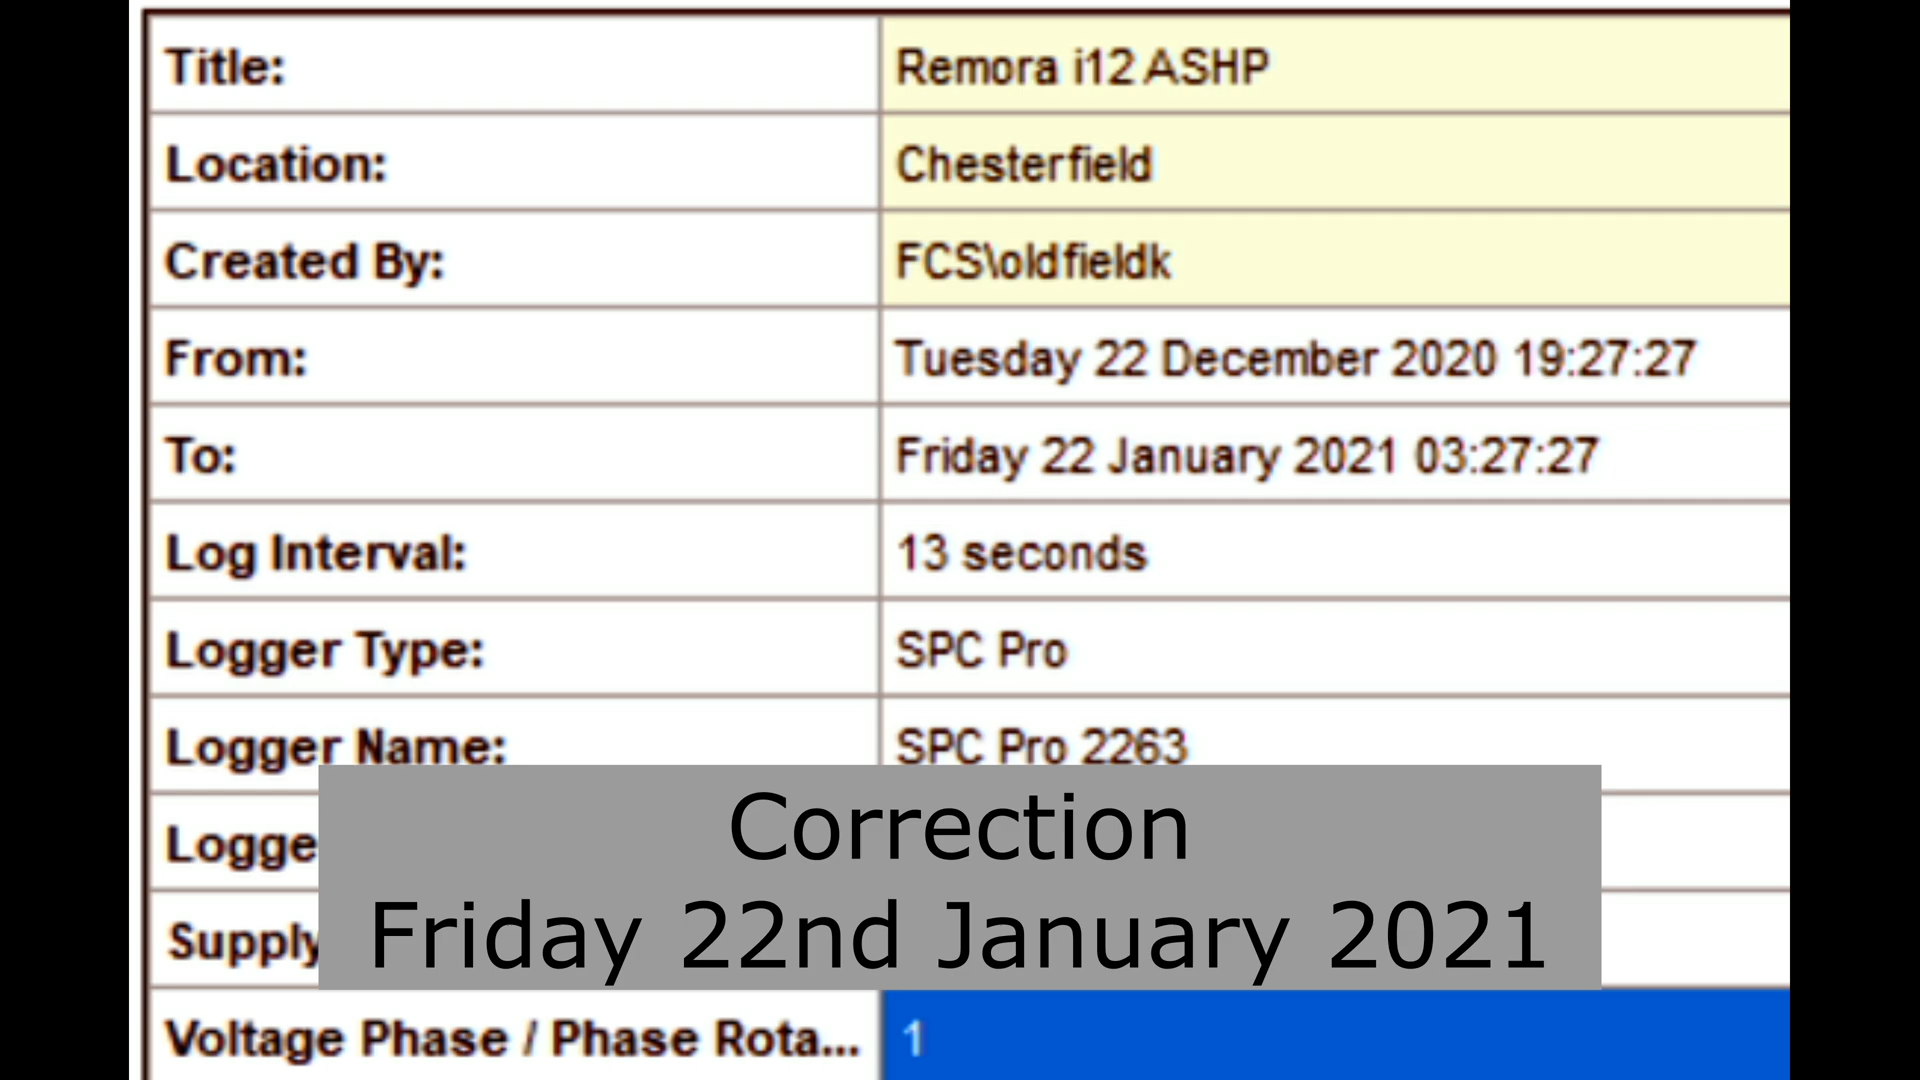 Title: Remora i12 ASHP
Location: Chesterfield
Created By: FCS\oldfieldk
From: Tuesday 22 December 2020 19:27:27
To: Friday 22 January 2021 03:27:27
Log Interval: 13 seconds
Logger Type: SPC Pro
Logger Name: SPC Pro 2263
Logge
Supply
Correction
Friday 22nd January 2021
Voltage Phase / Phase Rota... 1